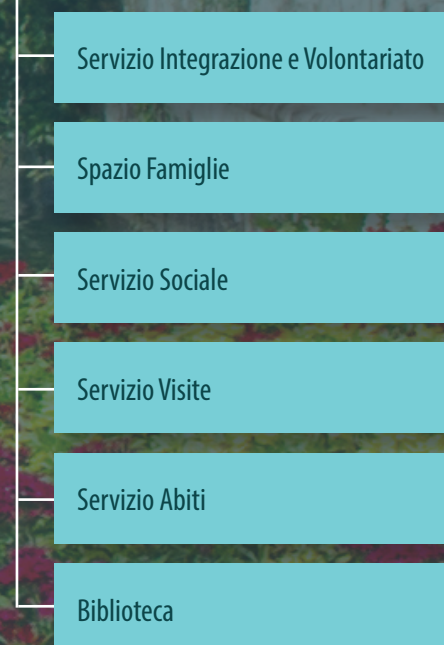 Servizio Integrazione e Volontariato
Spazio Famiglie
Servizio Sociale
Servizio Visite
Servizio Abiti
Biblioteca